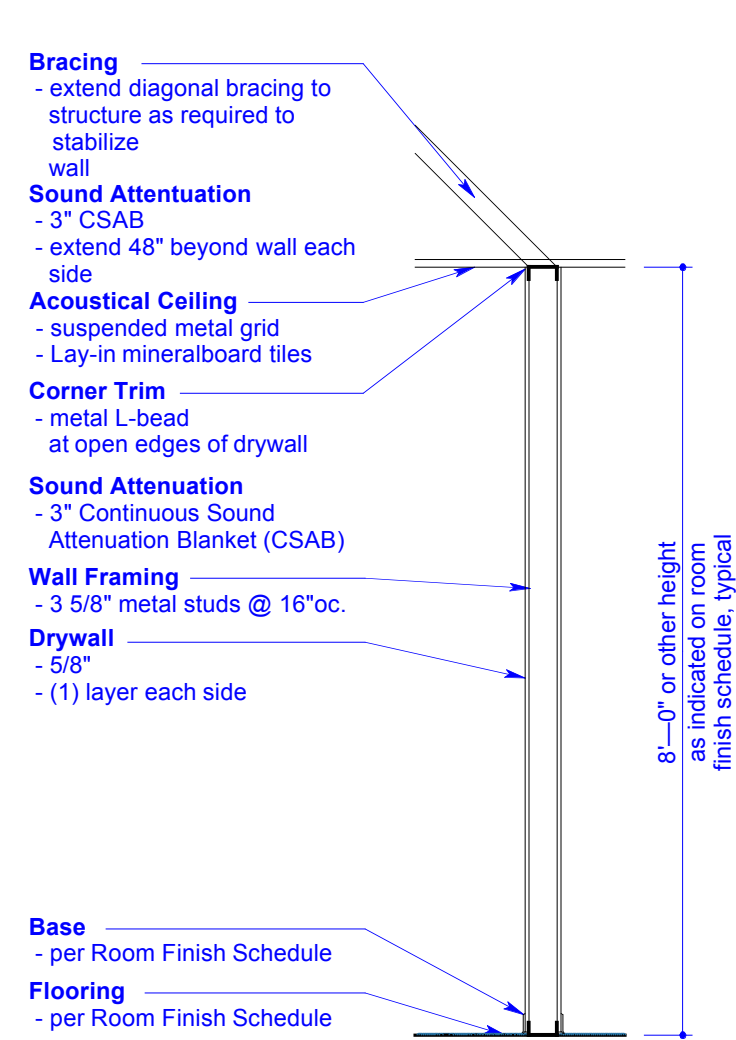 Bracing
- extend diagonal bracing to
structure as required to
stabilize
wall
Sound Attentuation
- 3" CSAB
- extend 48" beyond wall each
side
Acoustical Ceiling
- suspended metal grid
- Lay-in mineralboard tiles
Corner Trim
- metal L-bead
at open edges of drywall
Sound Attenuation
- 3" Continuous Sound
Attenuation Blanket (CSAB)
Wall Framing
- 3 5/8" metal studs @ 16"oc.
Drywall
- 5/8"
- (1) layer each side
Base
- per Room Finish Schedule
Flooring
- per Room Finish Schedule
8'—0" or other height
as indicated on room
finish schedule, typical